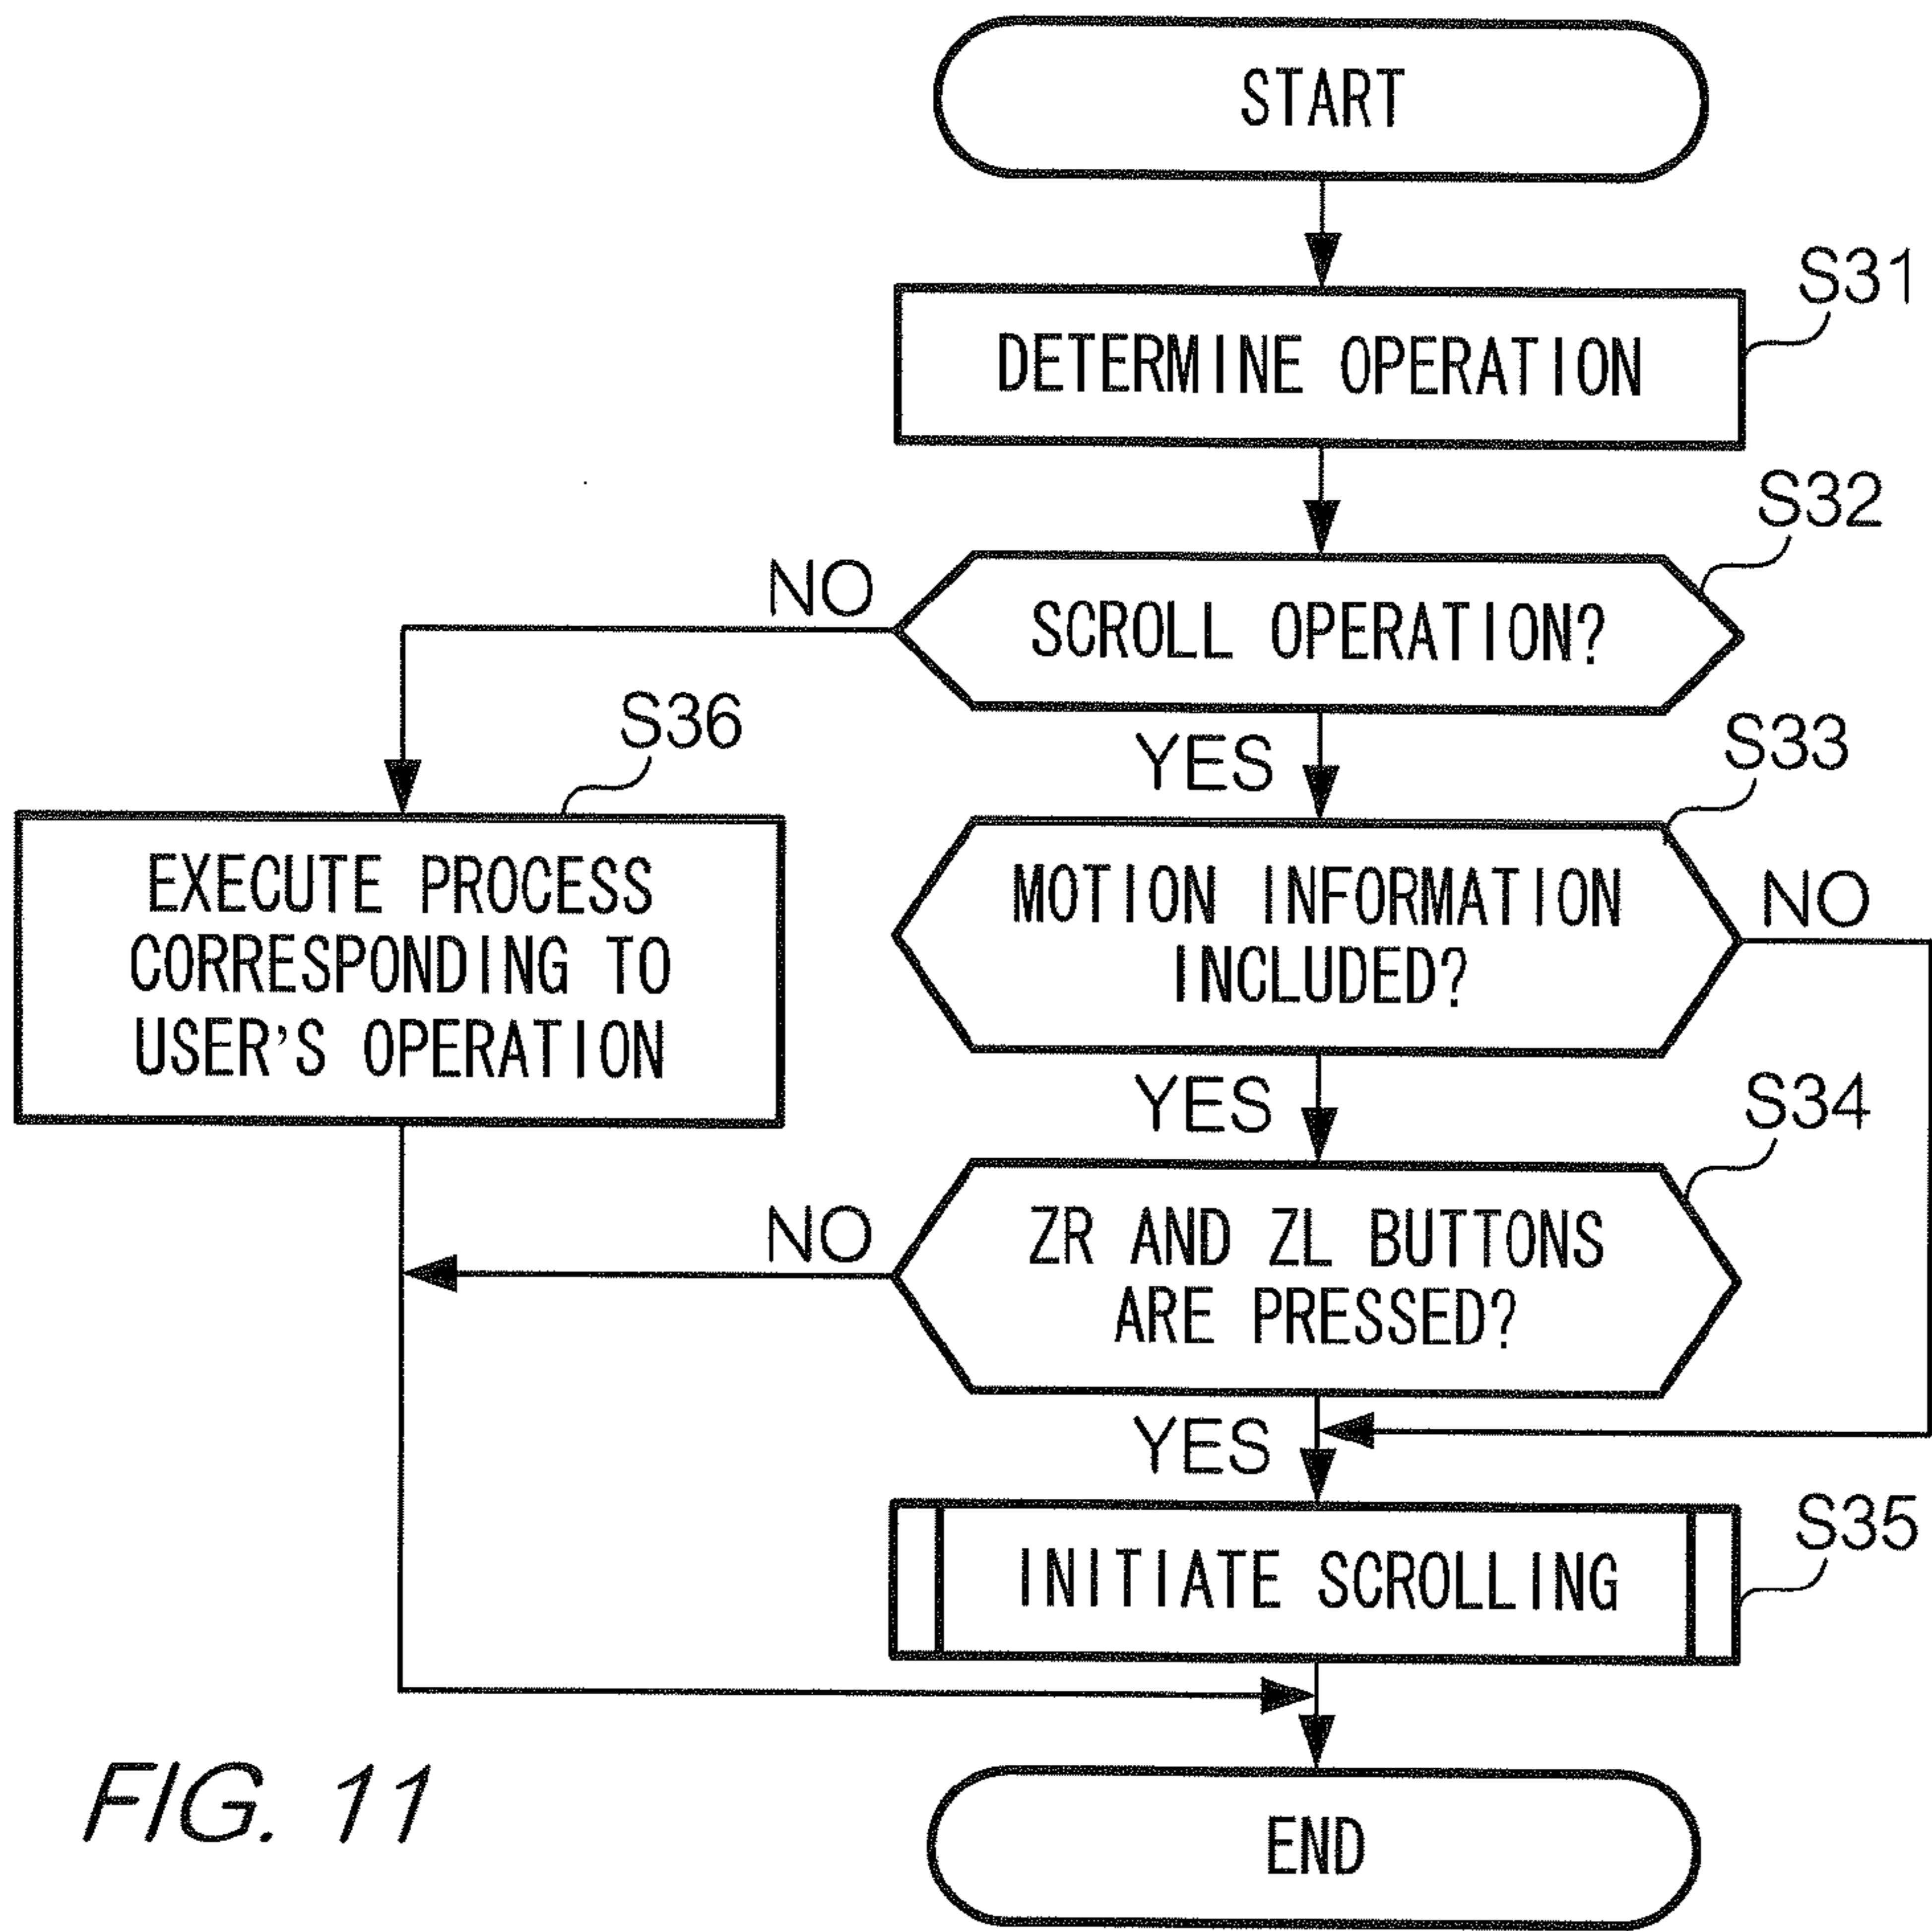 START
S31
DETERMINE OPERATION
S32
NO
SCROLL OPERATION?
S36
YES
S33
EXECUTE PROCESS
CORRESPONDING TO
USER'S OPERATION
MOTION INFORMATION
INCLUDED?
NO
YES
S34
NO
ZR AND ZL BUTTONS
ARE PRESSED?
YES
S35
INITIATE SCROLLING
FIG. 11
END